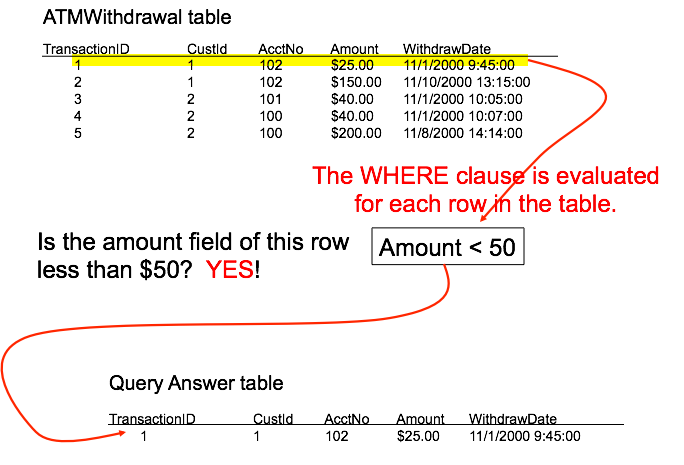 ATMWithdrawal table
TransactionID CustId AcctNo Amount WithdrawDate
1 1 102 $25.00 11/1/2000 9:45:00
2 1 102 $150.00 11/10/2000 13:15:00
3 2 101 $40.00 11/1/2000 10:05:00
4 2 100 $40.00 11/1/2000 10:07:00
5 2 100 $200.00 11/8/2000 14:14:00
The WHERE clause is evaluated
for each row in the table.
Is the amount field of this row
less than $50? YES!
Amount < 50
Query Answer table
TransactionID CustId AcctNo Amount WithdrawDate
1 1 102 $25.00 11/1/2000 9:45:00